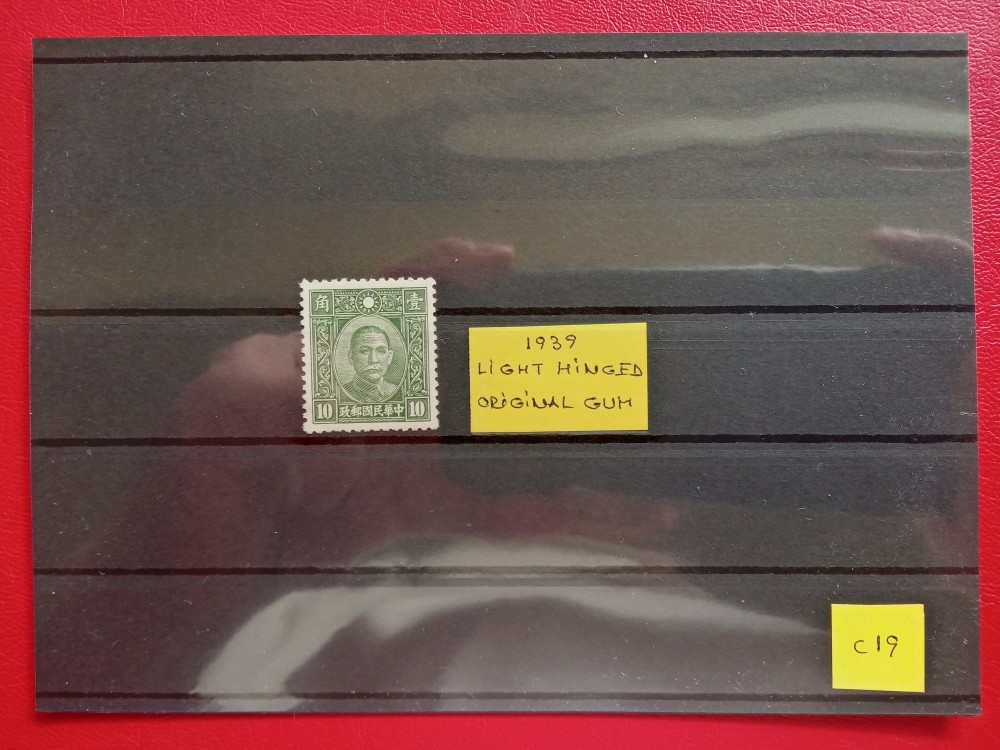 角 壹
10 政郵國民華中 10
1939
LIGHT HINGED
ORIGINAL GUM
C19